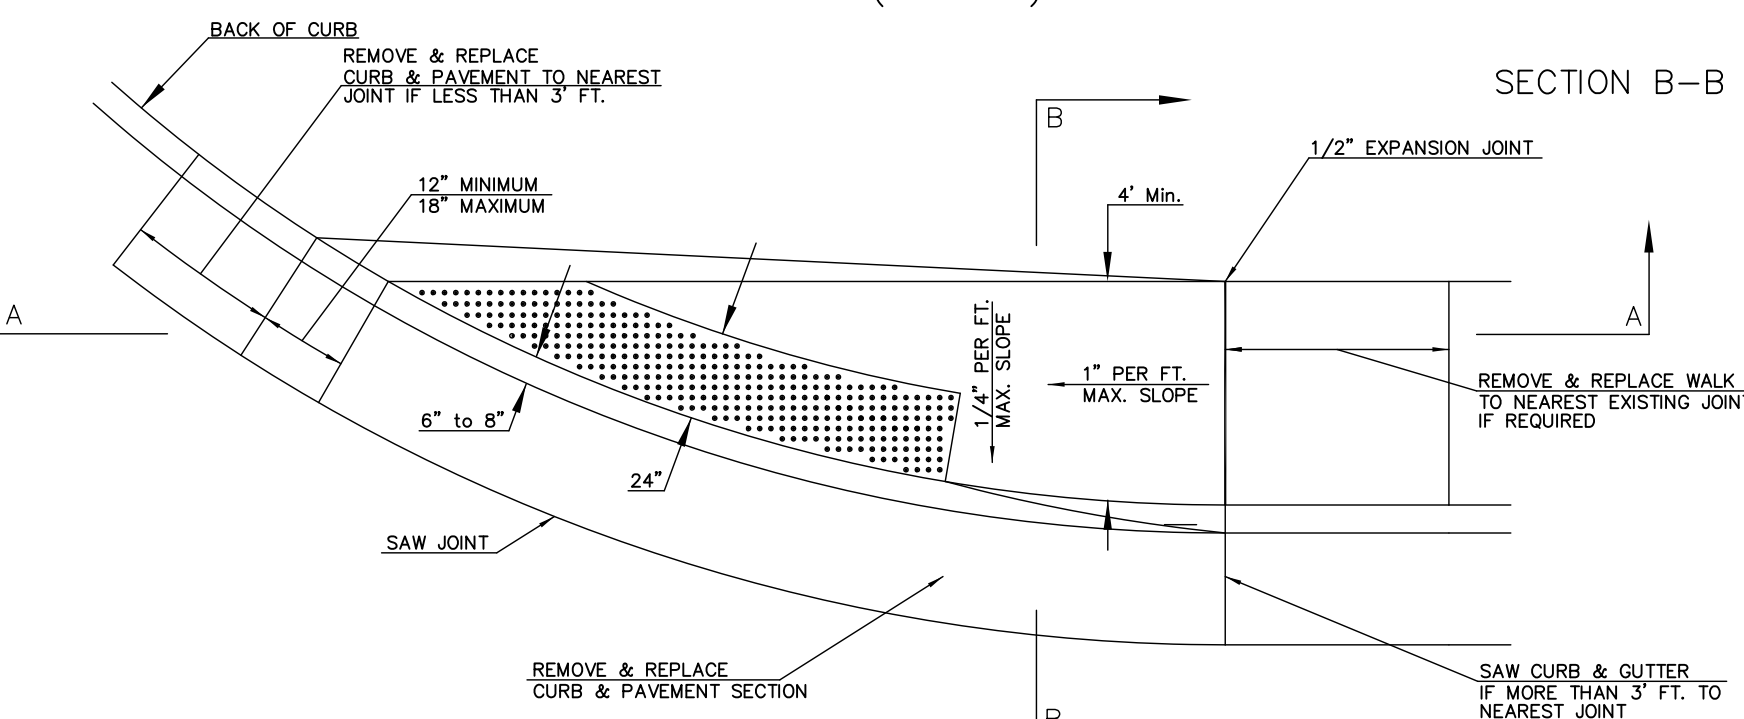 BACK OF CURB
REMOVE & REPLACE
CURB & PAVEMENT TO NEAREST
JOINT IF LESS THAN 3' FT.
SECTION B-B
B
1/2" EXPANSION JOINT
12" MINIMUM
18" MAXIMUM
4' Min.
A
A
1/4" PER FT.
MAX. SLOPE
1" PER FT.
MAX. SLOPE
REMOVE & REPLACE WALK
TO NEAREST EXISTING JOINT
IF REQUIRED
6" to 8"
24"
SAW JOINT
REMOVE & REPLACE
CURB & PAVEMENT SECTION
SAW CURB & GUTTER
IF MORE THAN 3' FT. TO
NEAREST JOINT
B